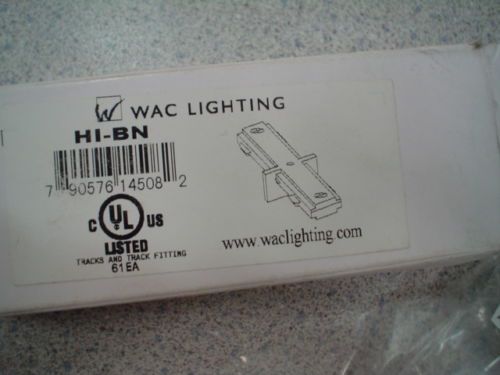 W WAC LIGHTING
HI-BN
7 90576 14508 2
C UL US
LISTED
TRACKS AND TRACK FITTING
61EA
www.waclighting.com